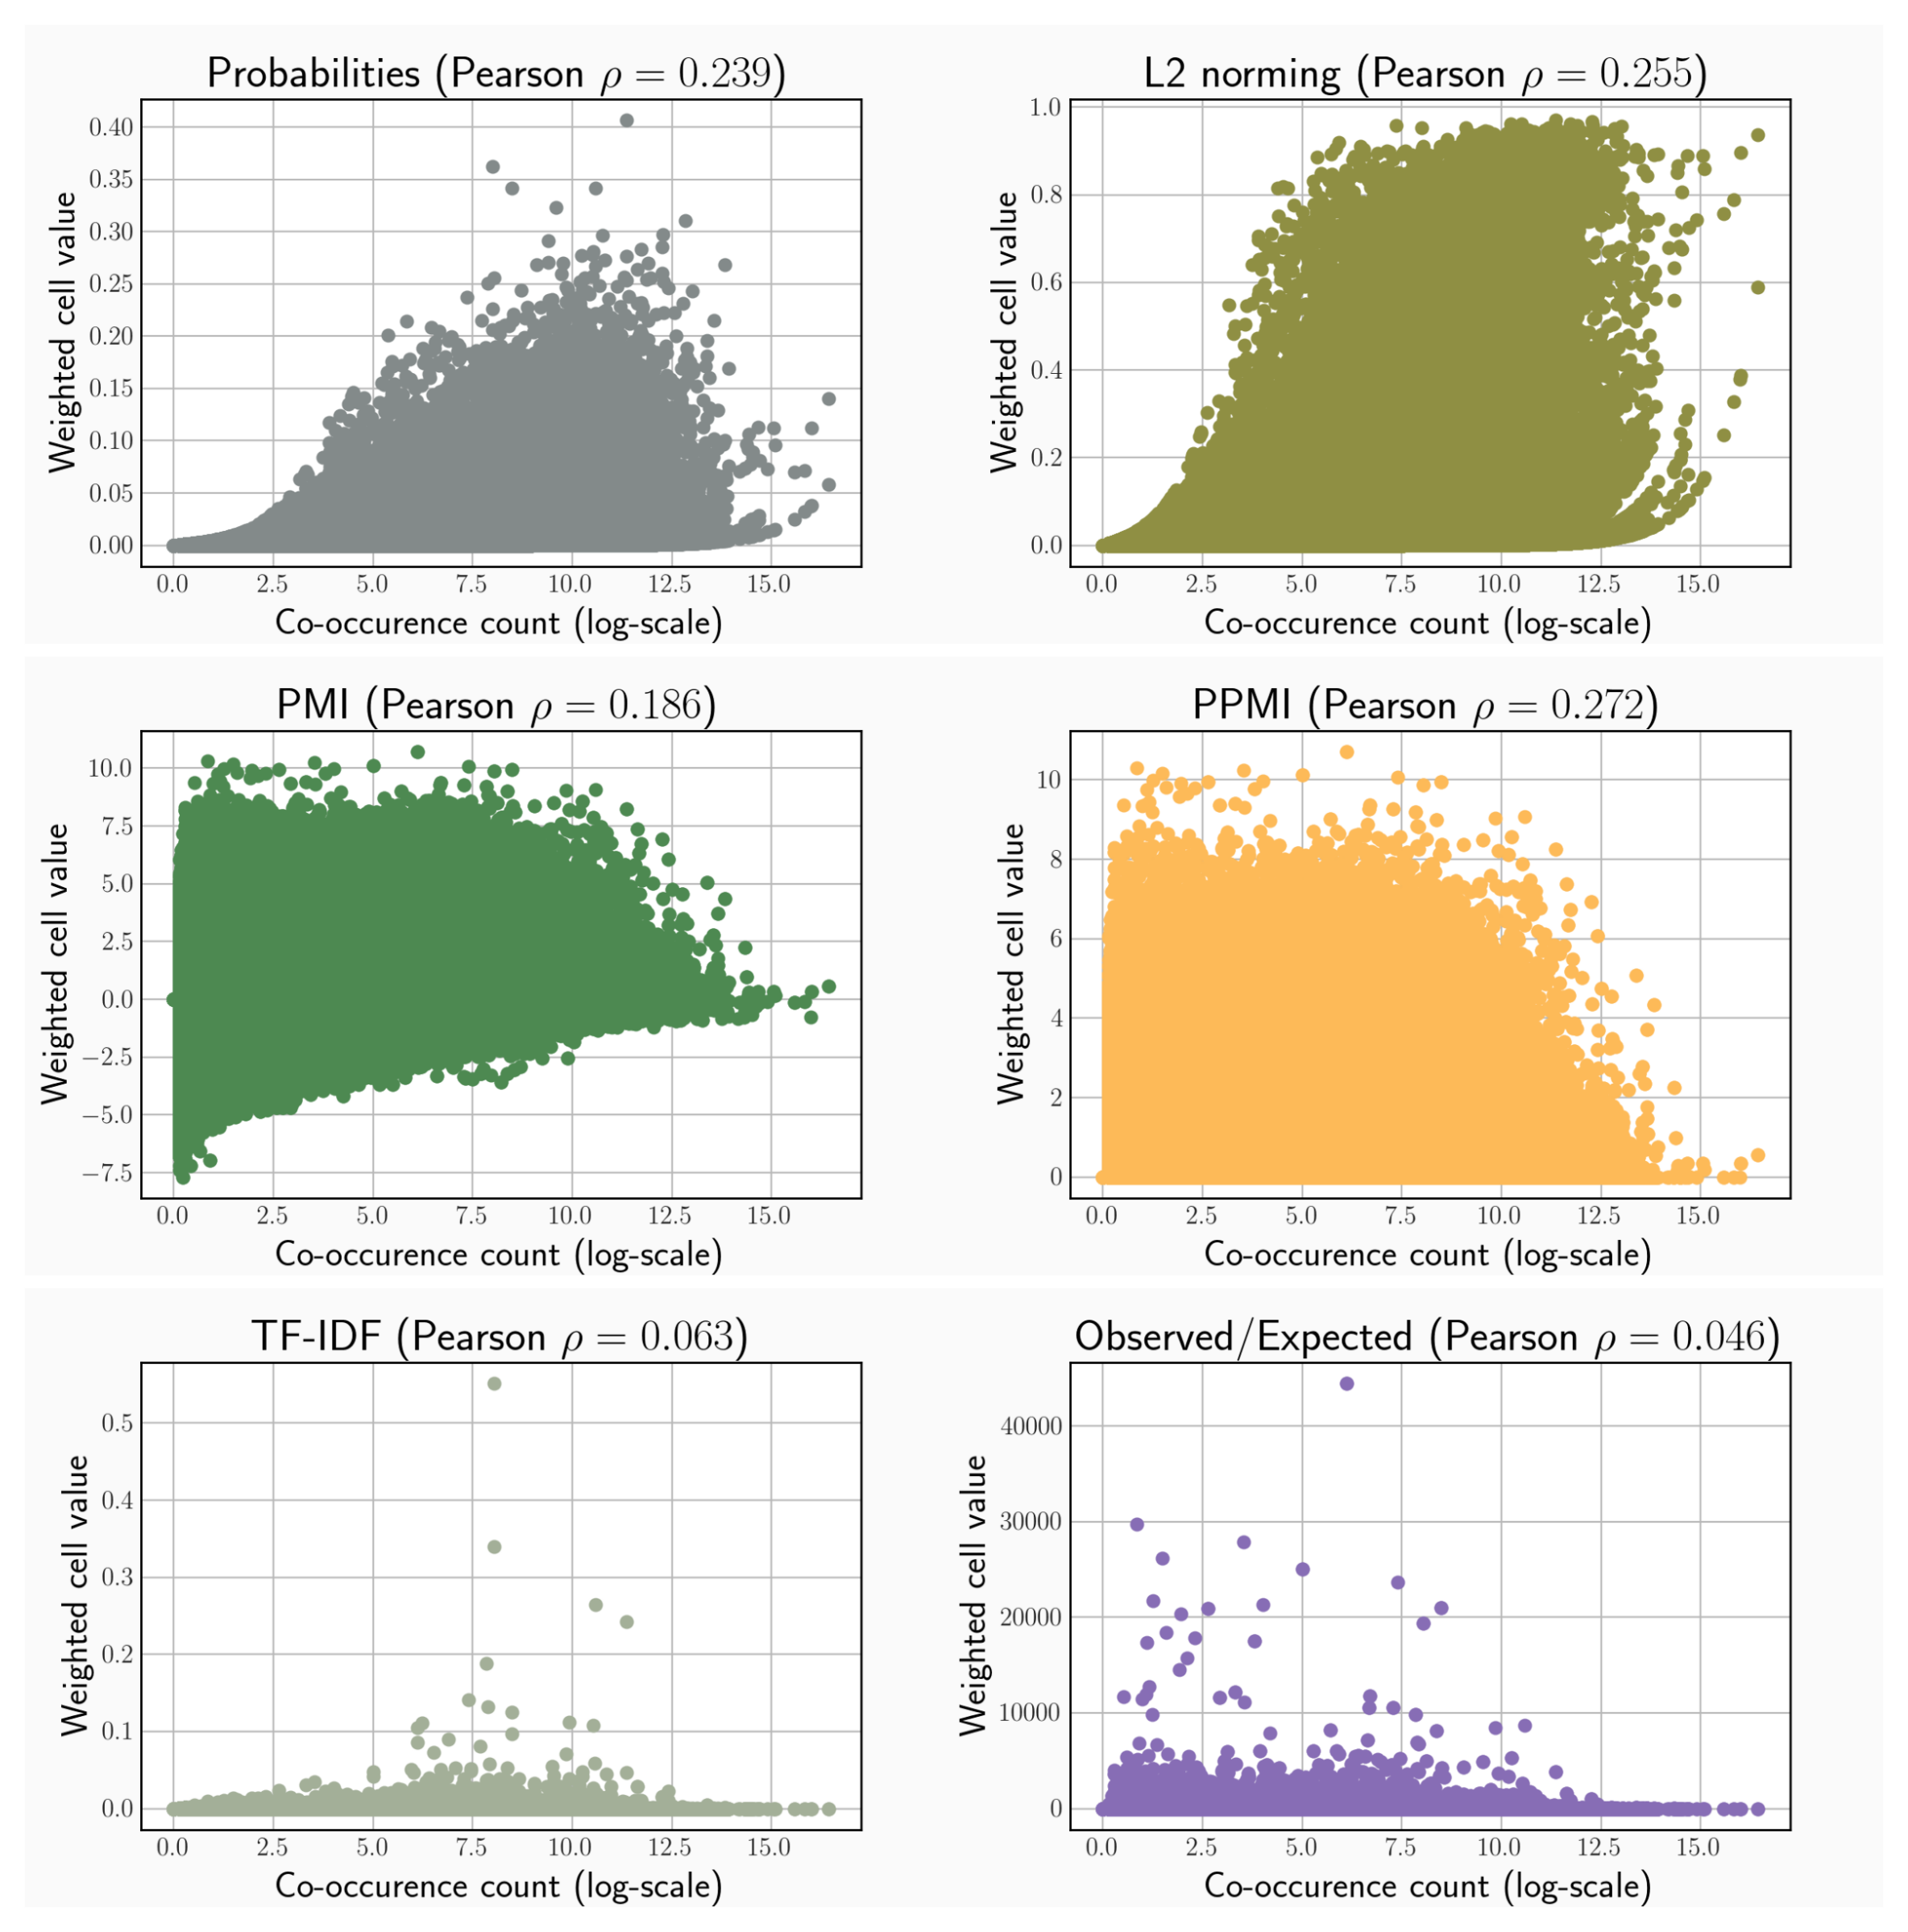 Probabilities (Pearson ρ = 0.239)
Weighted cell value
0.40
0.35
0.30
0.25
0.20
0.15
0.10
0.05
0.00
0.0 2.5 5.0 7.5 10.0 12.5 15.0
Co-occurence count (log-scale)
L2 norming (Pearson ρ = 0.255)
Weighted cell value
1.0
0.8
0.6
0.4
0.2
0.0
0.0 2.5 5.0 7.5 10.0 12.5 15.0
Co-occurence count (log-scale)
PMI (Pearson ρ = 0.186)
Weighted cell value
10.0
7.5
5.0
2.5
0.0
−2.5
−5.0
−7.5
0.0 2.5 5.0 7.5 10.0 12.5 15.0
Co-occurence count (log-scale)
PPMI (Pearson ρ = 0.272)
Weighted cell value
10
8
6
4
2
0
0.0 2.5 5.0 7.5 10.0 12.5 15.0
Co-occurence count (log-scale)
TF-IDF (Pearson ρ = 0.063)
Weighted cell value
0.5
0.4
0.3
0.2
0.1
0.0
0.0 2.5 5.0 7.5 10.0 12.5 15.0
Co-occurence count (log-scale)
Observed/Expected (Pearson ρ = 0.046)
Weighted cell value
40000
30000
20000
10000
0
0.0 2.5 5.0 7.5 10.0 12.5 15.0
Co-occurence count (log-scale)